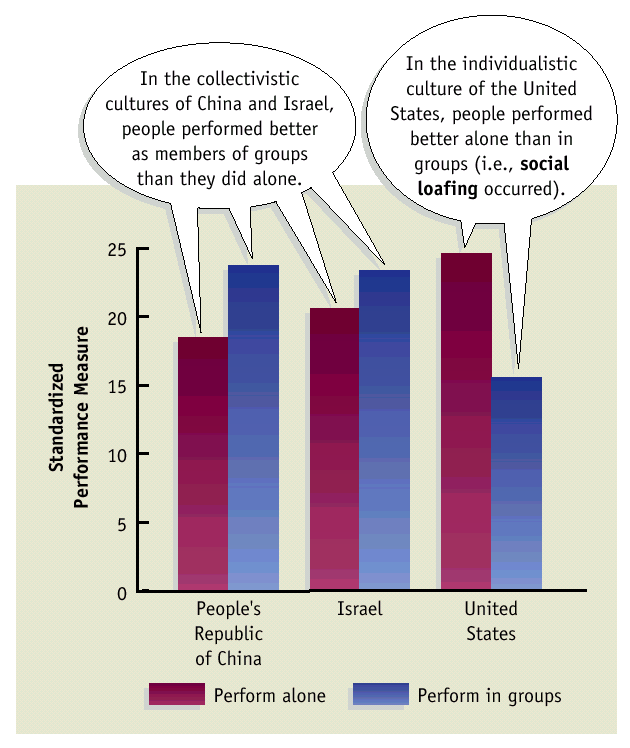 In the collectivistic
cultures of China and Israel,
people performed better
as members of groups
than they did alone.
In the individualistic
culture of the United
States, people performed
better alone than in
groups (i.e., social
loafing occurred).
Standardized
Performance Measure
25
20
15
10
5
0
People's
Republic
of China
Israel
United
States
Perform alone
Perform in groups